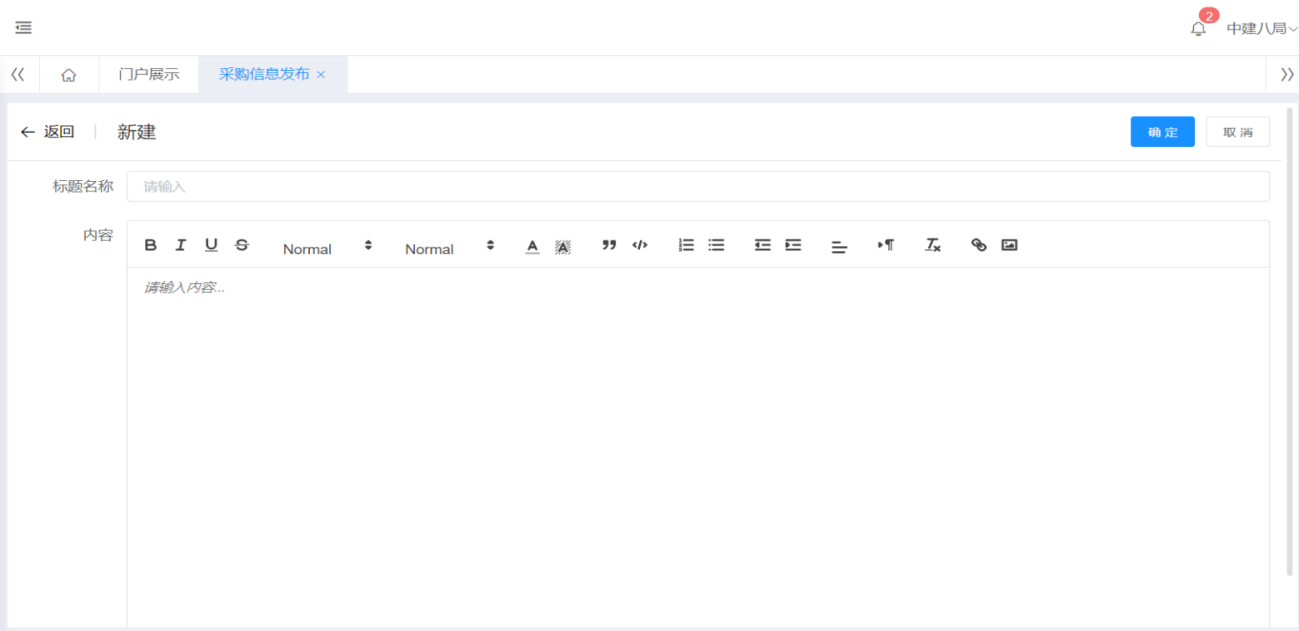 2
中建八局
门户展示 采购信息发布 ×
返回 新建 确定 取消
标题名称 请输入
内容 B I U S Normal Normal A A
请输入内容...